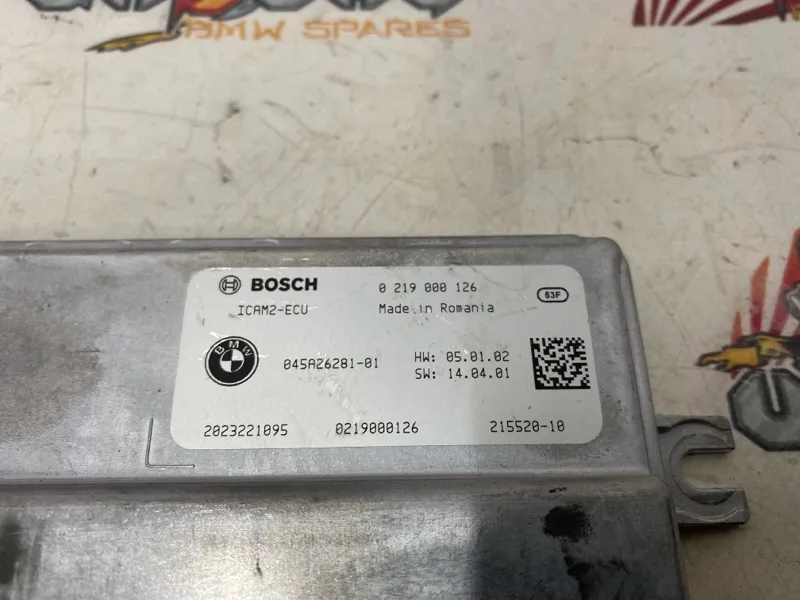 BMW SPARES
BOSCH 0 219 000 126
53F
ICAM2-ECU Made in Romania
BMW 045A26281-01 HW: 05.01.02
SW: 14.04.01
2023221095 0219000126 215520-10